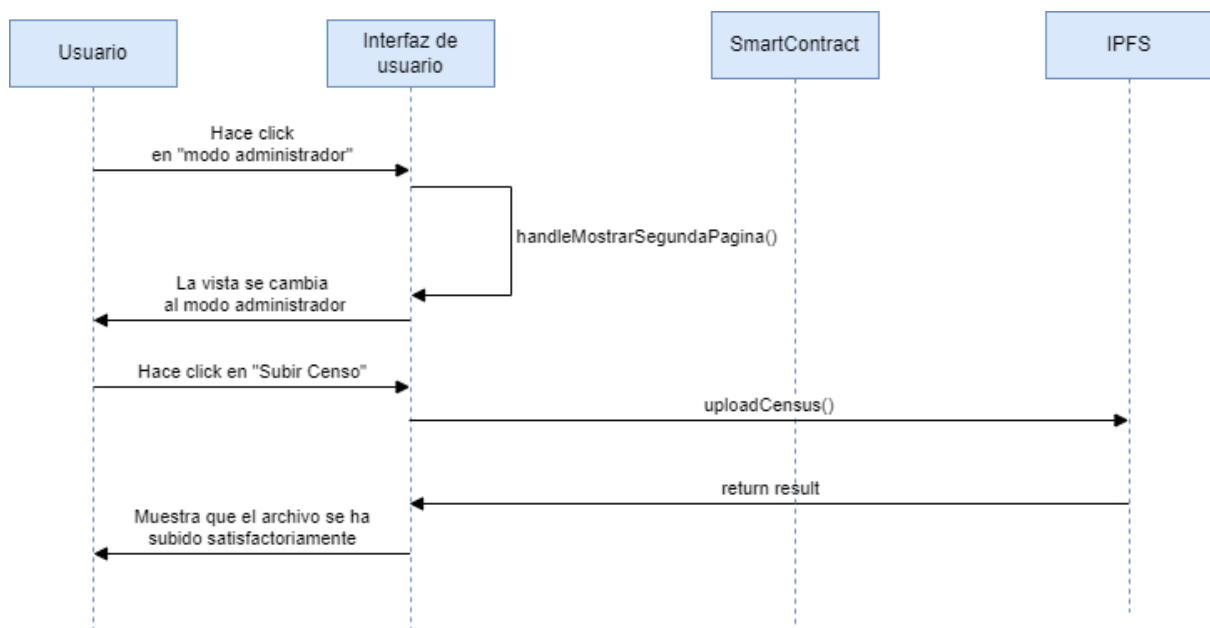 Usuario
Interfaz de
usuario
SmartContract
IPFS
Hace click
en "modo administrador"
handleMostrarSegundaPagina()
La vista se cambia
al modo administrador
Hace click en "Subir Censo"
uploadCensus()
return result
Muestra que el archivo se ha
subido satisfactoriamente